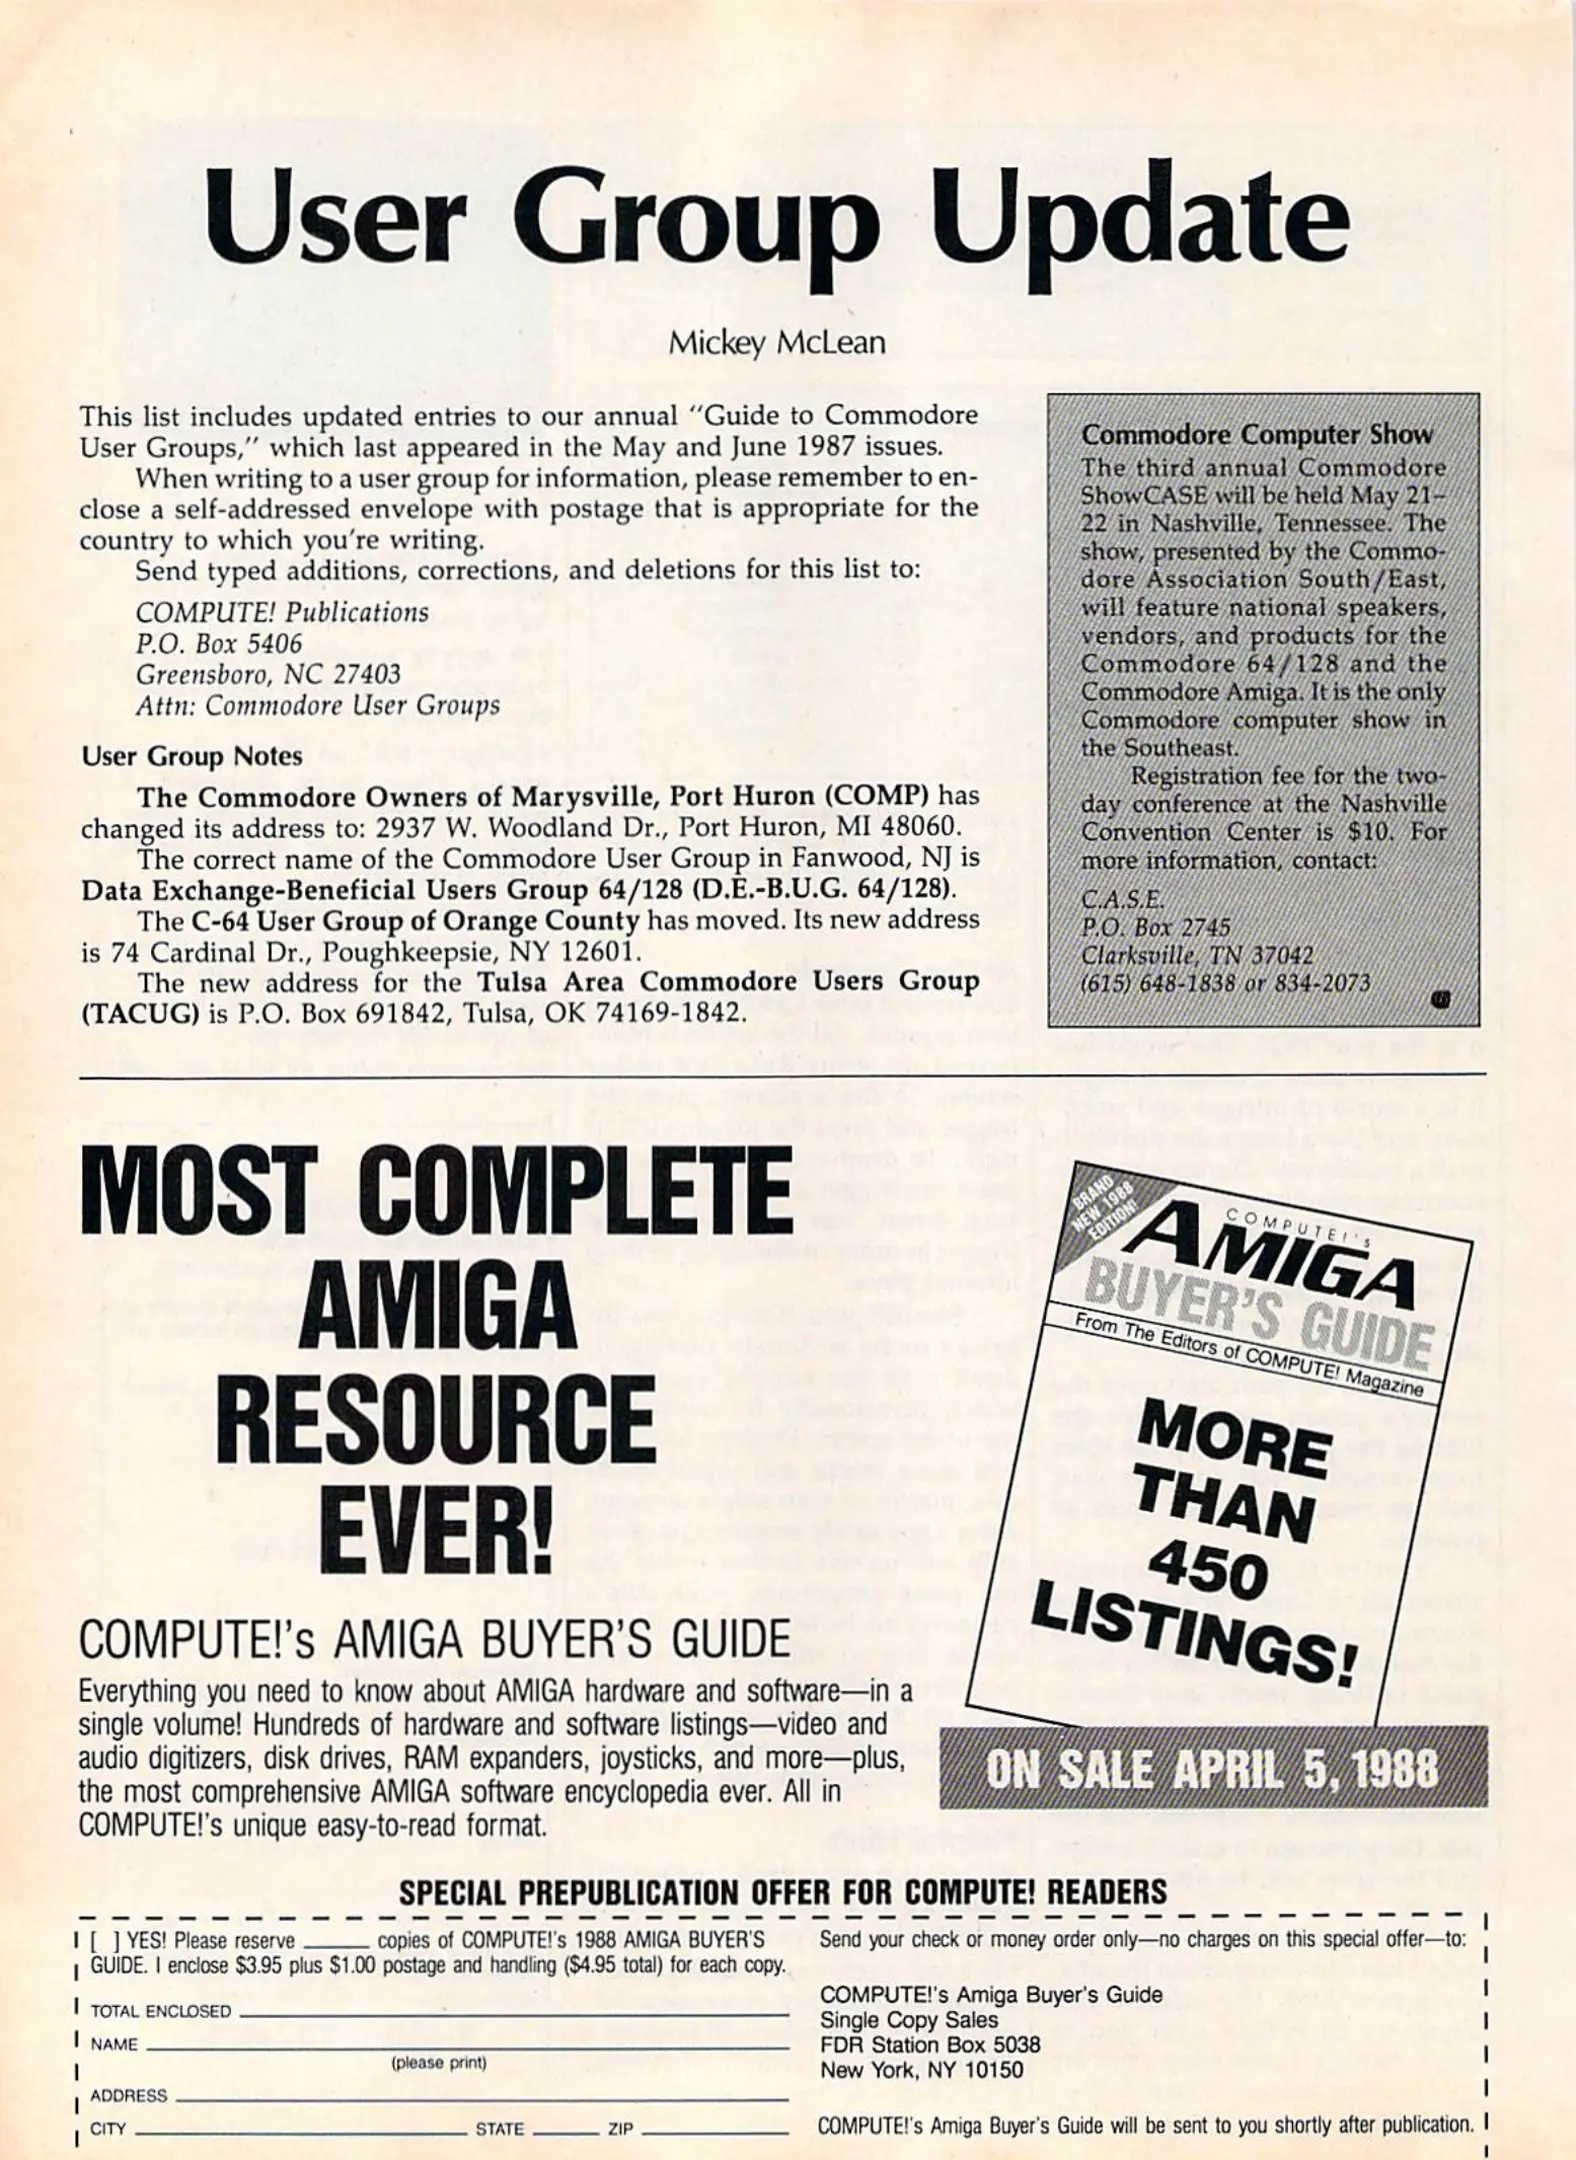 User Group Update
Mickey McLean
This list includes updated entries to our annual "Guide to Commodore
User Groups," which last appeared in the May and June 1987 issues.
When writing to a user group for information, please remember to en-
close a self-addressed envelope with postage that is appropriate for the
country to which you're writing.
Send typed additions, corrections, and deletions for this list to:
COMPUTE! Publications
P.O. Box 5406
Greensboro, NC 27403
Attn: Commodore User Groups
User Group Notes
The Commodore Owners of Marysville, Port Huron (COMP) has
changed its address to: 2937 W. Woodland Dr., Port Huron, MI 48060.
The correct name of the Commodore User Group in Fanwood, NJ is
Data Exchange-Beneficial Users Group 64/128 (D.E.-B.U.G. 64/128).
The C-64 User Group of Orange County has moved. Its new address
is 74 Cardinal Dr., Poughkeepsie, NY 12601.
The new address for the Tulsa Area Commodore Users Group
(TACUG) is P.O. Box 691842, Tulsa, OK 74169-1842.
Commodore Computer Show
The third annual Commodore
ShowCASE will be held May 21–
22 in Nashville, Tennessee. The
show, presented by the Commo-
dore Association South/East,
will feature national speakers,
vendors, and products for the
Commodore 64/128 and the
Commodore Amiga. It is the only
Commodore computer show in
the Southeast.
Registration fee for the two-
day conference at the Nashville
Convention Center is $10. For
more information, contact:
C.A.S.E.
P.O. Box 2745
Clarksville, TN 37042
(615) 648-1838 or 834-2073
MOST COMPLETE
AMIGA
RESOURCE
EVER!
COMPUTE!'s AMIGA BUYER'S GUIDE
Everything you need to know about AMIGA hardware and software—in a
single volume! Hundreds of hardware and software listings—video and
audio digitizers, disk drives, RAM expanders, joysticks, and more—plus,
the most comprehensive AMIGA software encyclopedia ever. All in
COMPUTE!'s unique easy-to-read format.
BRAND
NEW 1988
EDITION!
COMPUTE!'s
AMIGA
BUYER'S GUIDE
From The Editors of COMPUTE! Magazine
MORE
THAN
450
LISTINGS!
ON SALE APRIL 5, 1988
SPECIAL PREPUBLICATION OFFER FOR COMPUTE! READERS
[ ] YES! Please reserve ______ copies of COMPUTE!'s 1988 AMIGA BUYER'S
GUIDE. I enclose $3.95 plus $1.00 postage and handling ($4.95 total) for each copy.
TOTAL ENCLOSED
NAME
(please print)
ADDRESS
CITY ______ STATE ______ ZIP ______
Send your check or money order only—no charges on this special offer—to:
COMPUTE!'s Amiga Buyer's Guide
Single Copy Sales
FDR Station Box 5038
New York, NY 10150
COMPUTE!'s Amiga Buyer's Guide will be sent to you shortly after publication.